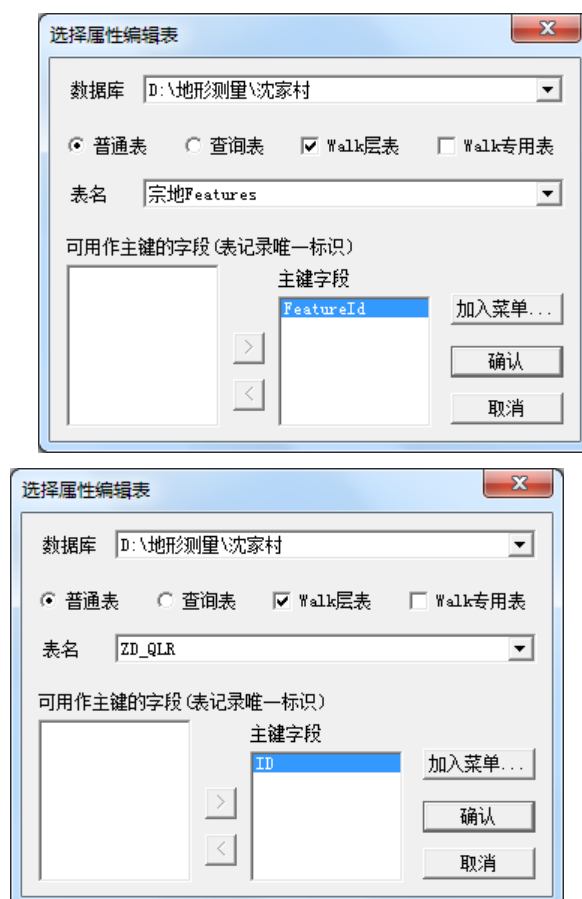 选择属性编辑表
数据库 D:\地形测量\沈家村
普通表 查询表 Walk层表 Walk专用表
表名 宗地Features
可用作主键的字段(表记录唯一标识)
主键字段
FeatureId
加入菜单...
>
确认
<
取消
选择属性编辑表
数据库 D:\地形测量\沈家村
普通表 查询表 Walk层表 Walk专用表
表名 ZD_QLR
可用作主键的字段(表记录唯一标识)
主键字段
ID
加入菜单...
>
确认
<
取消